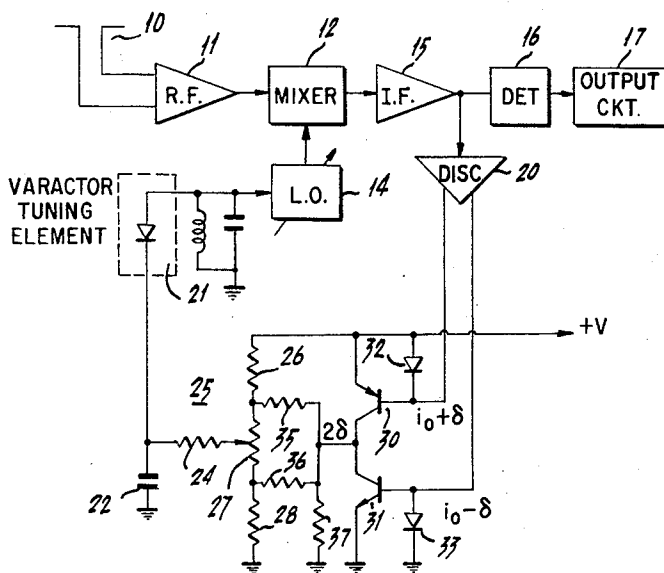 10
11
R.F.
12
MIXER
15
I.F.
16
DET
17
OUTPUT CKT.
VARACTOR TUNING ELEMENT
21
L.O.
14
DISC
20
+V
26
32
25
35
30
i₀+δ
24
27
36
2δ
22
28
37
31
i₀-δ
33